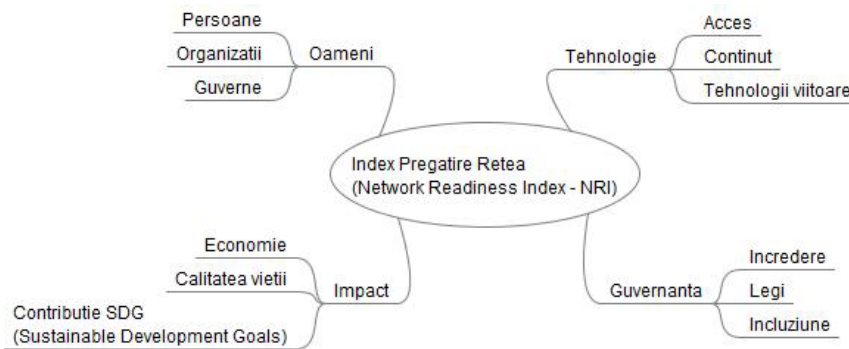 Persoane
Organizatii
Guverne
Oameni
Tehnologie
Acces
Continut
Tehnologii viitoare
Index Pregatire Retea
(Network Readiness Index - NRI)
Economie
Calitatea vietii
Contributie SDG
(Sustainable Development Goals)
Impact
Guvernanta
Incredere
Legi
Incluziune